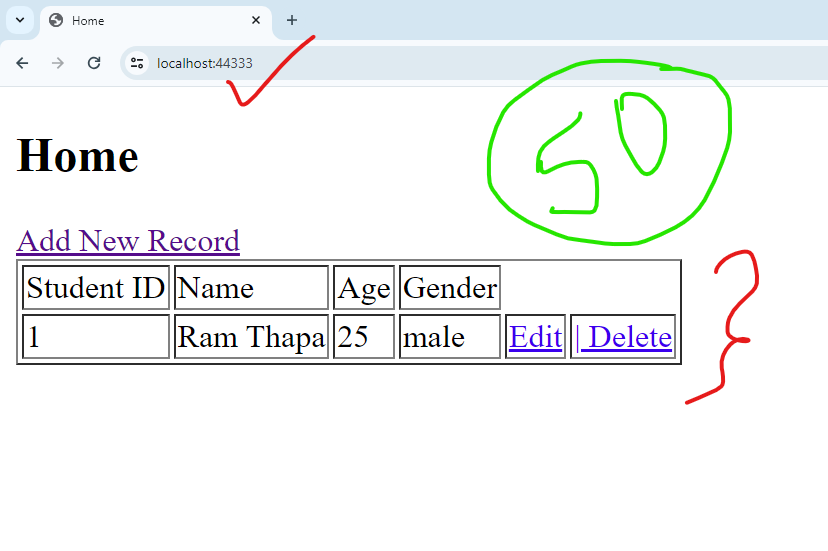 Home
localhost:44333
50
Home
Add New Record
Student ID Name Age Gender
1 Ram Thapa 25 male Edit | Delete